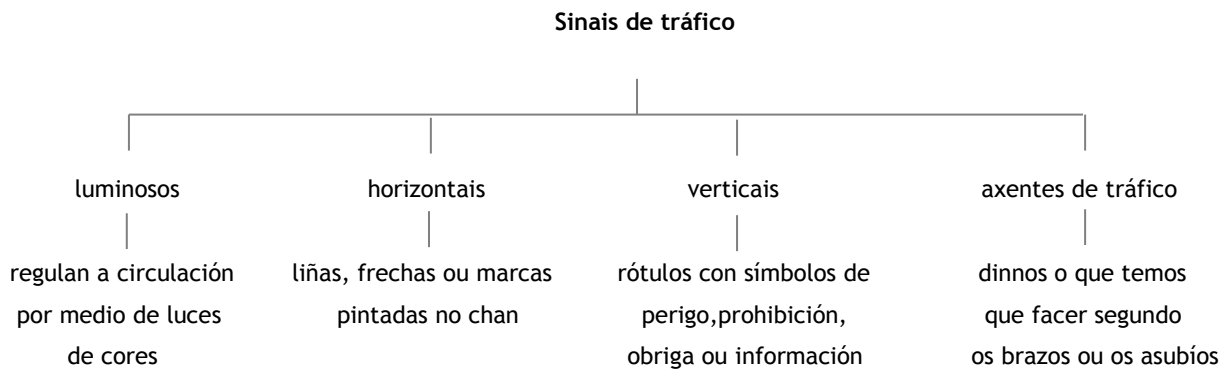 Sinais de tráfico
luminosos
horizontais
verticais
axentes de tráfico
regulan a circulación
por medio de luces
de cores
liñas, frechas ou marcas
pintadas no chan
rótulos con símbolos de
perigo,prohibición,
obriga ou información
dinnos o que temos
que facer segundo
os brazos ou os asubíos